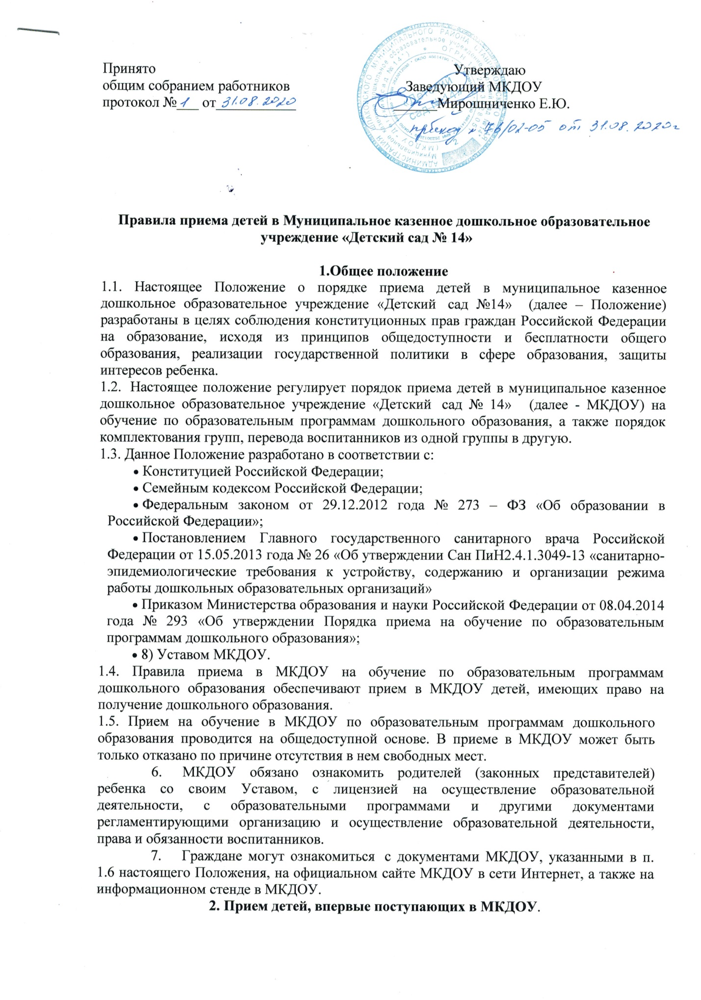 Принято
общим собранием работников
протокол № 1 от 31.08.2020
Утверждаю
Заведующий МКДОУ
Мирошниченко Е.Ю.
приказ № 76/02-05 от 31.08.2020г
Детский
сад №14
Правила приема детей в Муниципальное казенное дошкольное образовательное
учреждение «Детский сад № 14»
1.Общее положение
1.1. Настоящее Положение о порядке приема детей в муниципальное казенное
дошкольное образовательное учреждение «Детский сад №14» (далее – Положение)
разработаны в целях соблюдения конституционных прав граждан Российской Федерации
на образование, исходя из принципов общедоступности и бесплатности общего
образования, реализации государственной политики в сфере образования, защиты
интересов ребенка.
1.2. Настоящее положение регулирует порядок приема детей в муниципальное казенное
дошкольное образовательное учреждение «Детский сад № 14» (далее - МКДОУ) на
обучение по образовательным программам дошкольного образования, а также порядок
комплектования групп, перевода воспитанников из одной группы в другую.
1.3. Данное Положение разработано в соответствии с:
• Конституцией Российской Федерации;
• Семейным кодексом Российской Федерации;
• Федеральным законом от 29.12.2012 года № 273 – ФЗ «Об образовании в
Российской Федерации»;
• Постановлением Главного государственного санитарного врача Российской
Федерации от 15.05.2013 года № 26 «Об утверждении Сан ПиН2.4.1.3049-13 «санитарно-
эпидемиологические требования к устройству, содержанию и организации режима
работы дошкольных образовательных организаций»
• Приказом Министерства образования и науки Российской Федерации от 08.04.2014
года № 293 «Об утверждении Порядка приема на обучение по образовательным
программам дошкольного образования»;
• 8) Уставом МКДОУ.
1.4. Правила приема в МКДОУ на обучение по образовательным программам
дошкольного образования обеспечивают прием в МКДОУ детей, имеющих право на
получение дошкольного образования.
1.5. Прием на обучение в МКДОУ по образовательным программам дошкольного
образования проводится на общедоступной основе. В приеме в МКДОУ может быть
только отказано по причине отсутствия в нем свободных мест.
6. МКДОУ обязано ознакомить родителей (законных представителей)
ребенка со своим Уставом, с лицензией на осуществление образовательной
деятельности, с образовательными программами и другими документами
регламентирующими организацию и осуществление образовательной деятельности,
права и обязанности воспитанников.
7. Граждане могут ознакомиться с документами МКДОУ, указанными в п.
1.6 настоящего Положения, на официальном сайте МКДОУ в сети Интернет, а также на
информационном стенде в МКДОУ.
2. Прием детей, впервые поступающих в МКДОУ.